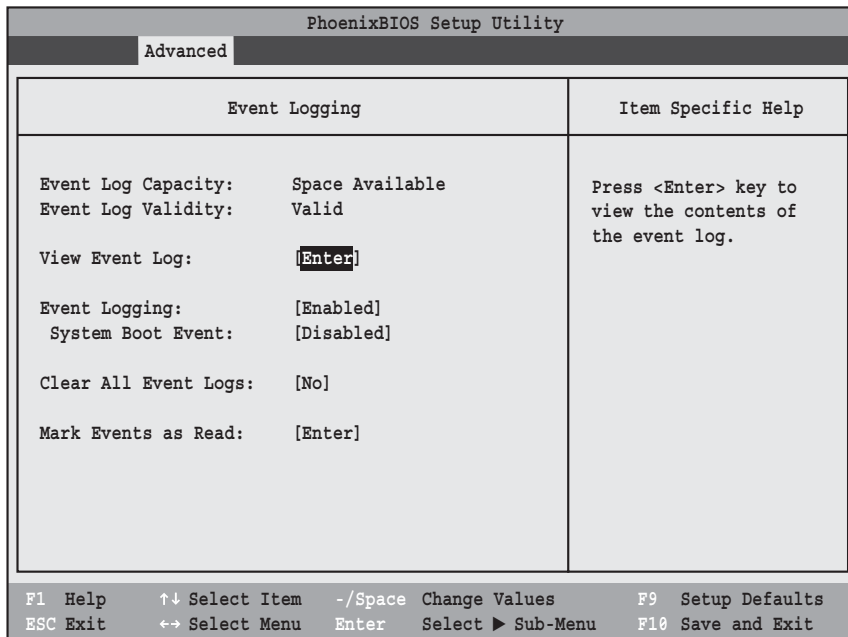 PhoenixBIOS Setup Utility
Advanced
Event Logging
Item Specific Help
Event Log Capacity: Space Available
Event Log Validity: Valid
View Event Log: [Enter]
Event Logging: [Enabled]
System Boot Event: [Disabled]
Clear All Event Logs: [No]
Mark Events as Read: [Enter]
Press <Enter> key to
view the contents of
the event log.
F1 Help ↑↓ Select Item -/Space Change Values F9 Setup Defaults
ESC Exit ←→ Select Menu Enter Select ▶ Sub-Menu F10 Save and Exit